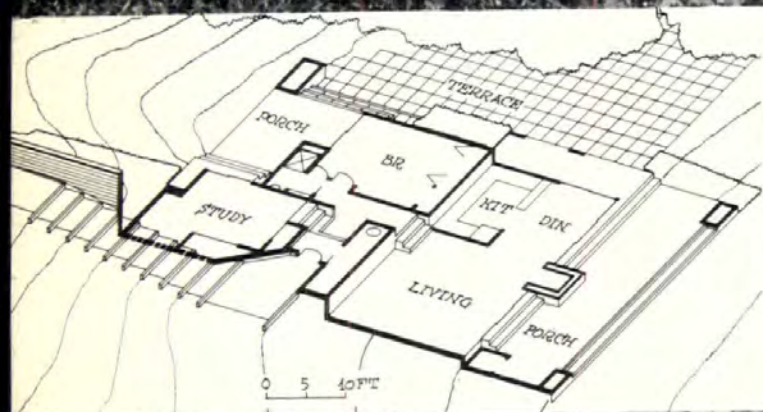 TERRACE
PORCH
BR
STUDY
KIT DIN
LIVING
PORCH
0 5 10FT